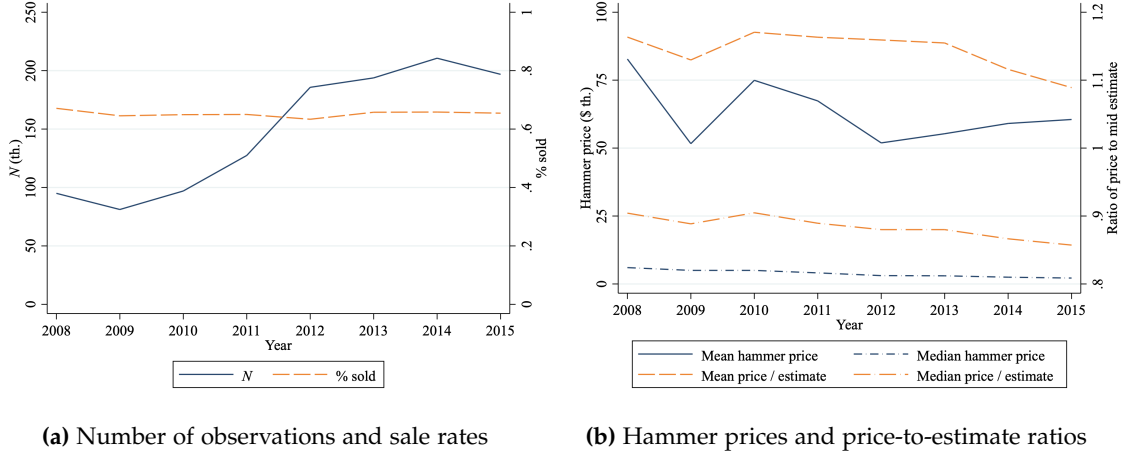 250
200
150
100
50
0
N (th.)
1
.8
.6
.4
.2
0
% sold
2008 2009 2010 2011 2012 2013 2014 2015
Year
N % sold
(a) Number of observations and sale rates
100
75
50
25
0
Hammer price ($ th.)
1.2
1.1
1
.9
.8
Ratio of price to mid estimate
2008 2009 2010 2011 2012 2013 2014 2015
Year
Mean hammer price Median hammer price
Mean price / estimate Median price / estimate
(b) Hammer prices and price-to-estimate ratios